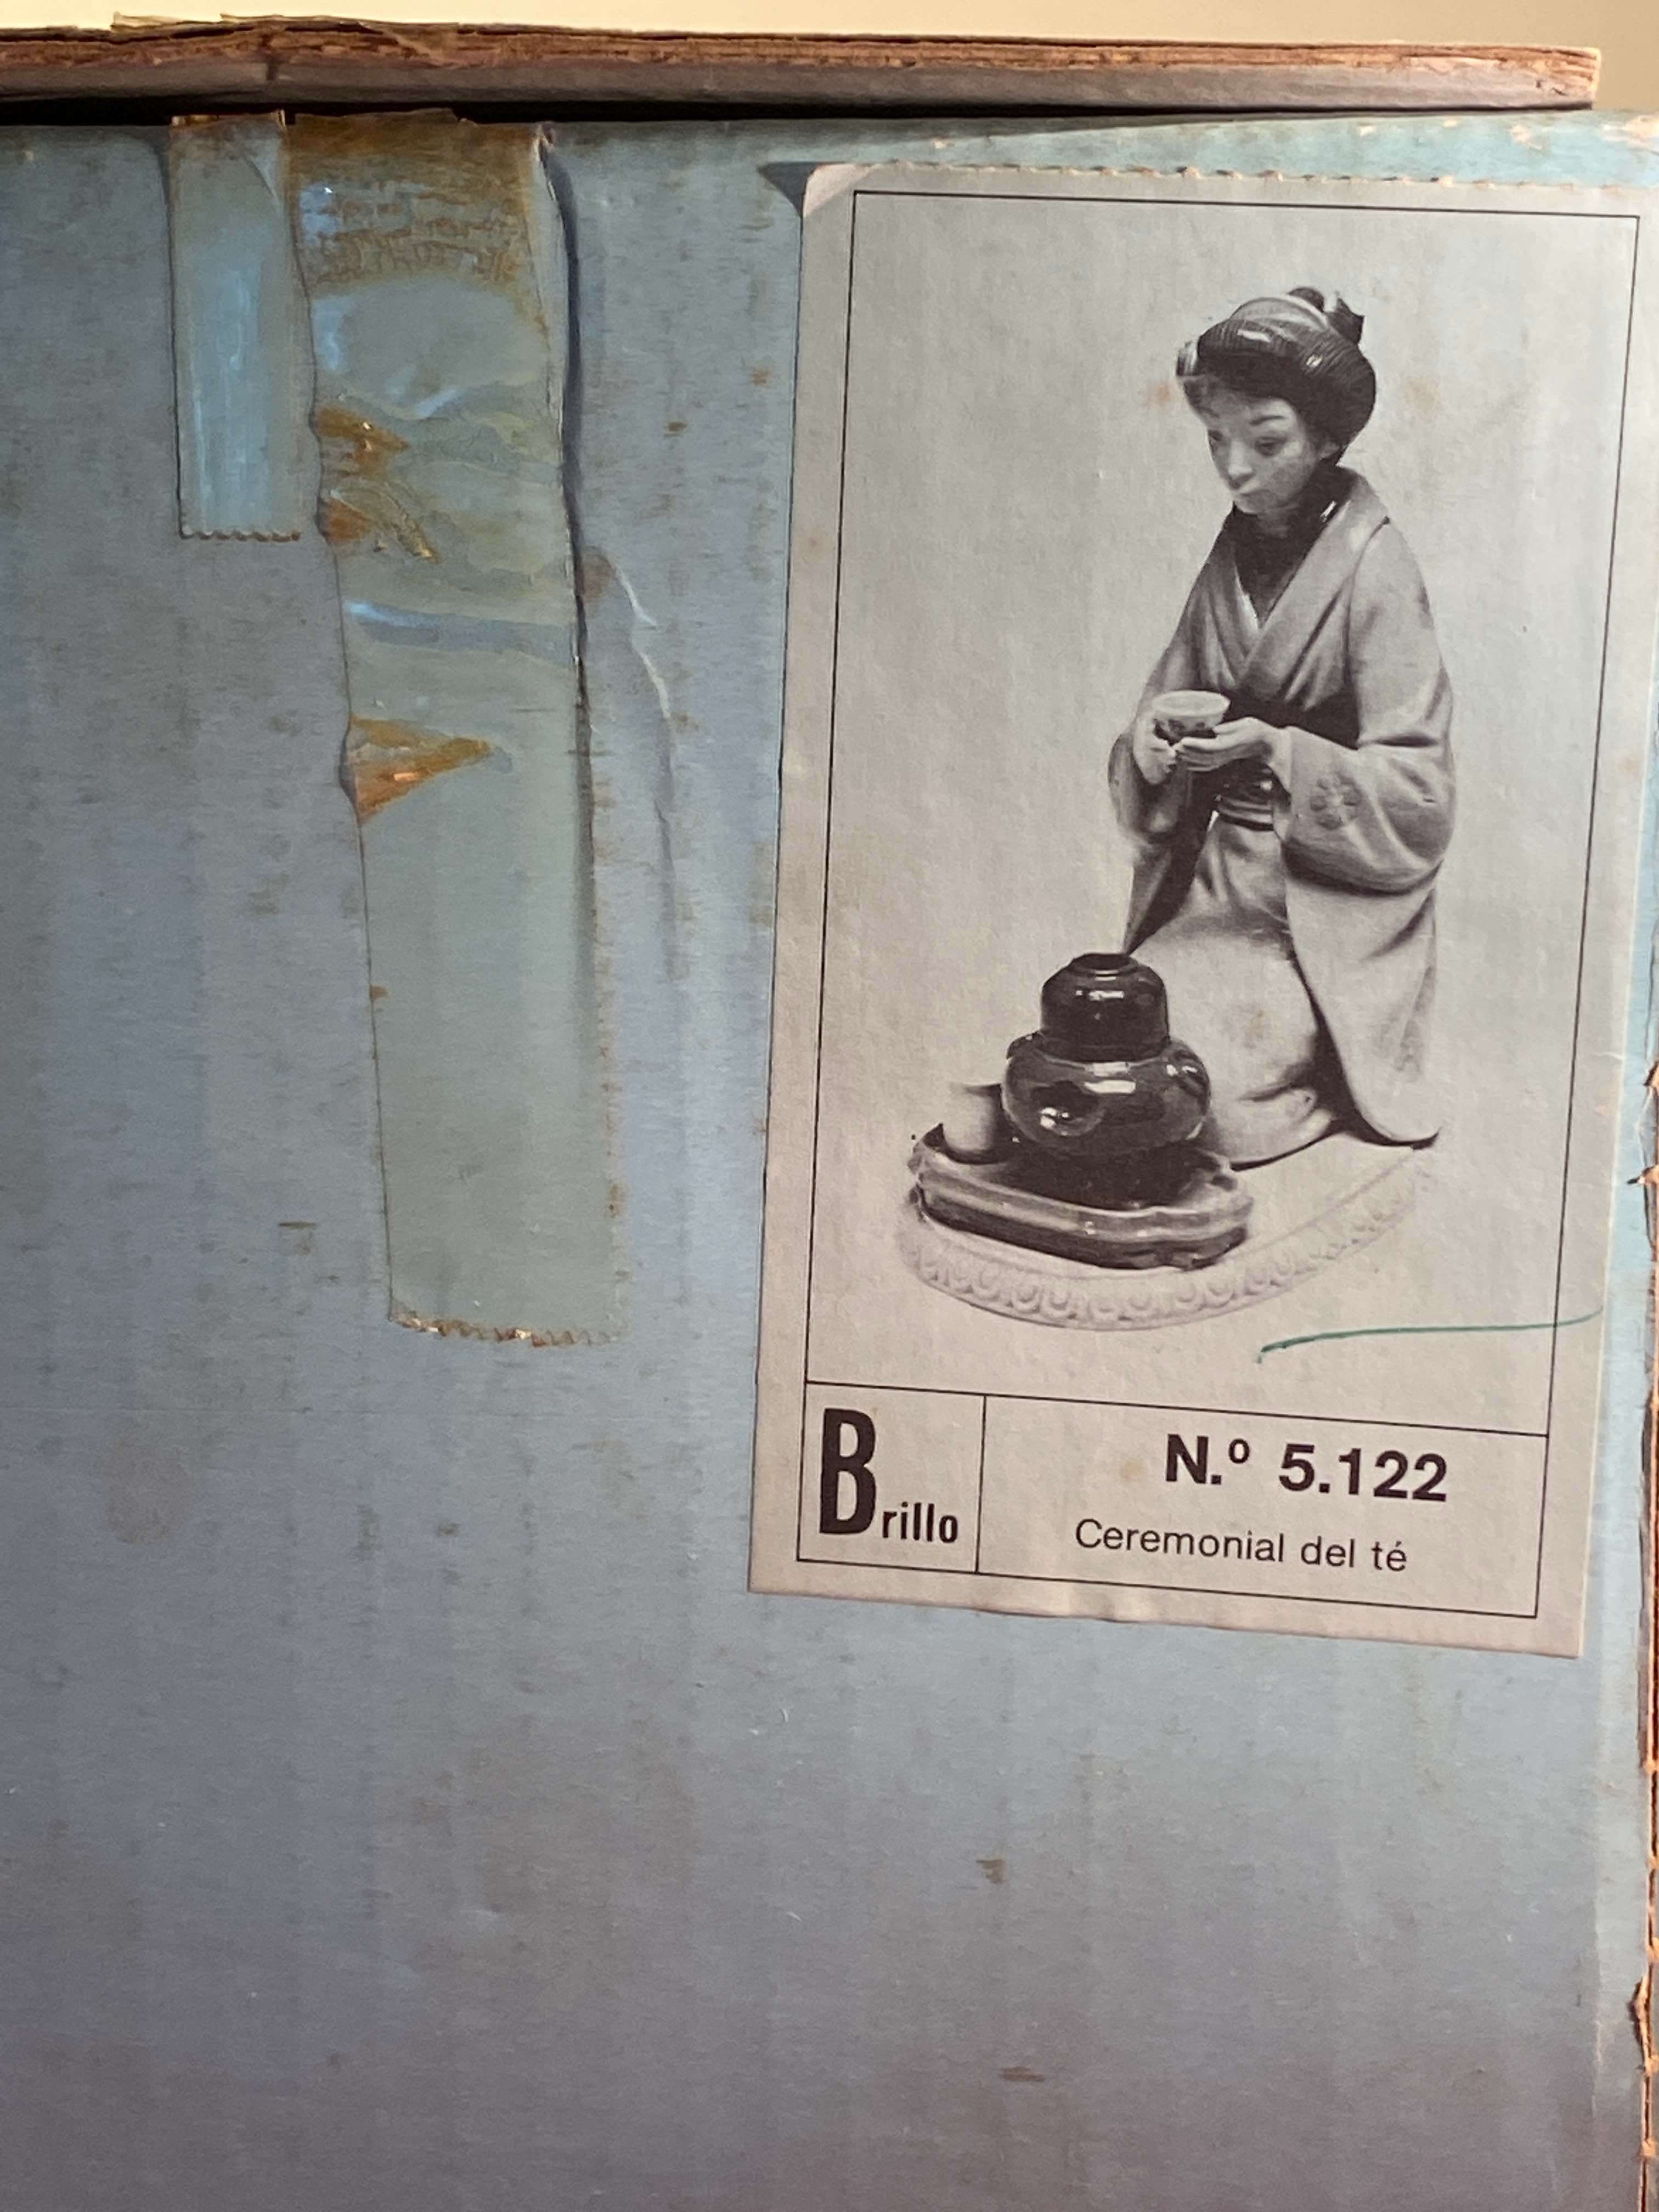 Brillo
N.º 5.122
Ceremonial del té